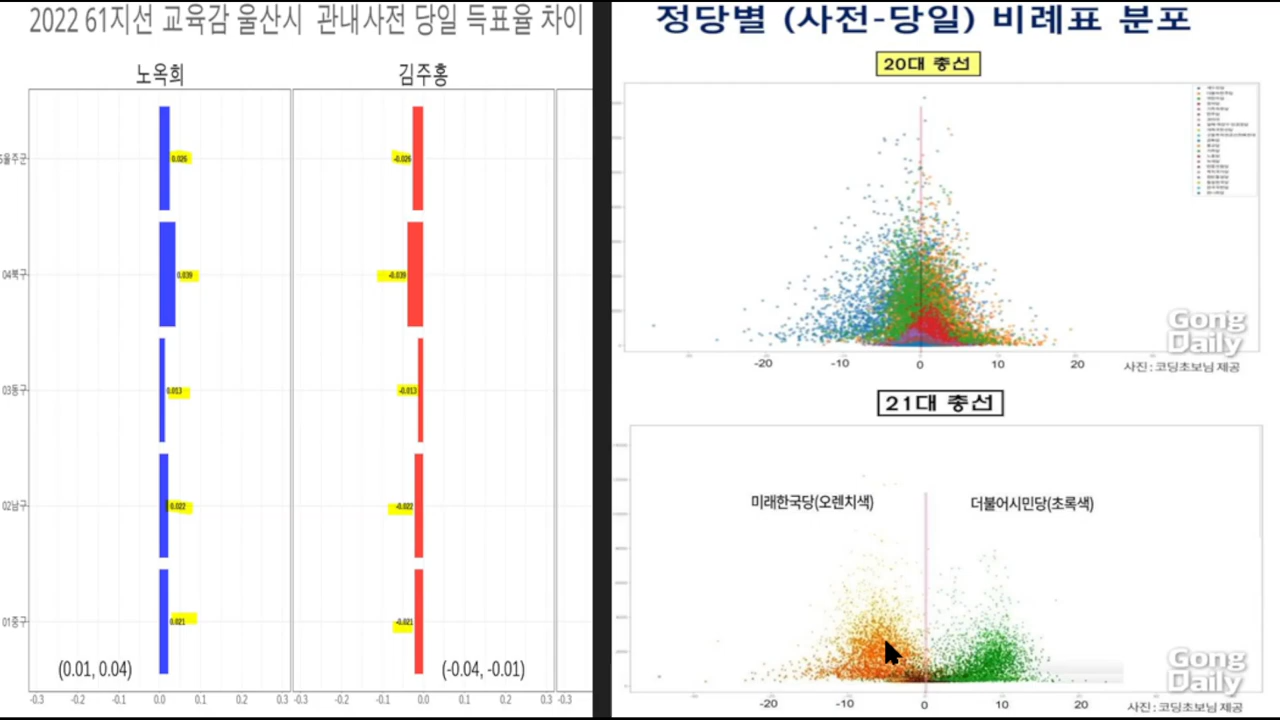 2022 61지선 교육감 울산시 관내사전 당일 득표율 차이
노옥희
김주홍
5울주군
04북구
03동구
02남구
01중구
0.026
0.039
0.013
0.022
0.021
-0.026
-0.039
-0.013
-0.022
-0.021
(0.01, 0.04)
(-0.04, -0.01)
-0.3 -0.2 -0.1 0.0 0.1 0.2 0.3
-0.3 -0.2 -0.1 0.0 0.1 0.2 0.3
-0.3
정당별 (사전-당일) 비례표 분포
20대 총선
Gong
Daily
-20 -10 0 10 20
사진 : 코딩초보님 제공
21대 총선
미래한국당(오렌치색)
더불어시민당(초록색)
Gong
Daily
-20 -10 0 10 20
사진 : 코딩초보님 제공